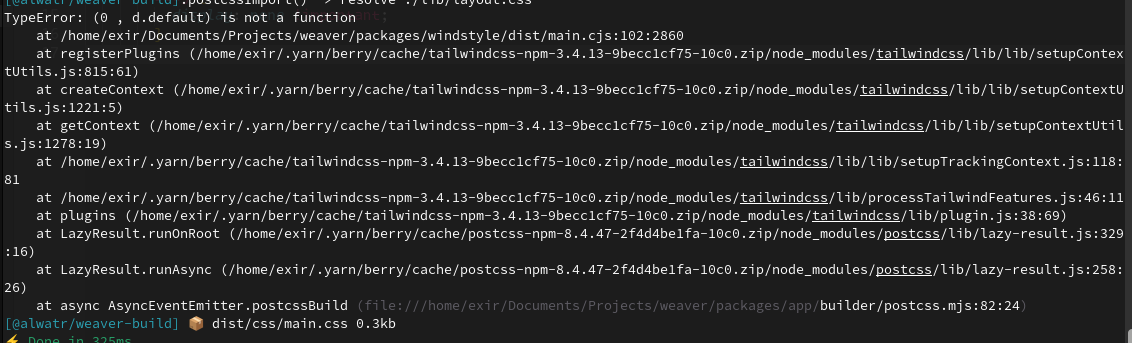 [@alwatr/weaver-build].postcssImport() -> resolve ./lib/layout.css
TypeError: (0 , d.default) is not a function
    at /home/exir/Documents/Projects/weaver/packages/windstyle/dist/main.cjs:102:2860
    at registerPlugins (/home/exir/.yarn/berry/cache/tailwindcss-npm-3.4.13-9becc1cf75-10c0.zip/node_modules/tailwindcss/lib/lib/setupContex
tUtils.js:815:61)
    at createContext (/home/exir/.yarn/berry/cache/tailwindcss-npm-3.4.13-9becc1cf75-10c0.zip/node_modules/tailwindcss/lib/lib/setupContextU
tils.js:1221:5)
    at getContext (/home/exir/.yarn/berry/cache/tailwindcss-npm-3.4.13-9becc1cf75-10c0.zip/node_modules/tailwindcss/lib/lib/setupContextUtil
s.js:1278:19)
    at /home/exir/.yarn/berry/cache/tailwindcss-npm-3.4.13-9becc1cf75-10c0.zip/node_modules/tailwindcss/lib/lib/setupTrackingContext.js:118:
81
    at /home/exir/.yarn/berry/cache/tailwindcss-npm-3.4.13-9becc1cf75-10c0.zip/node_modules/tailwindcss/lib/processTailwindFeatures.js:46:11
    at plugins (/home/exir/.yarn/berry/cache/tailwindcss-npm-3.4.13-9becc1cf75-10c0.zip/node_modules/tailwindcss/lib/plugin.js:38:69)
    at LazyResult.runOnRoot (/home/exir/.yarn/berry/cache/postcss-npm-8.4.47-2f4d4be1fa-10c0.zip/node_modules/postcss/lib/lazy-result.js:329
:16)
    at LazyResult.runAsync (/home/exir/.yarn/berry/cache/postcss-npm-8.4.47-2f4d4be1fa-10c0.zip/node_modules/postcss/lib/lazy-result.js:258:
26)
    at async AsyncEventEmitter.postcssBuild (file:///home/exir/Documents/Projects/weaver/packages/app/builder/postcss.mjs:82:24)
[@alwatr/weaver-build] 📦 dist/css/main.css 0.3kb
⚡ Done in 325ms